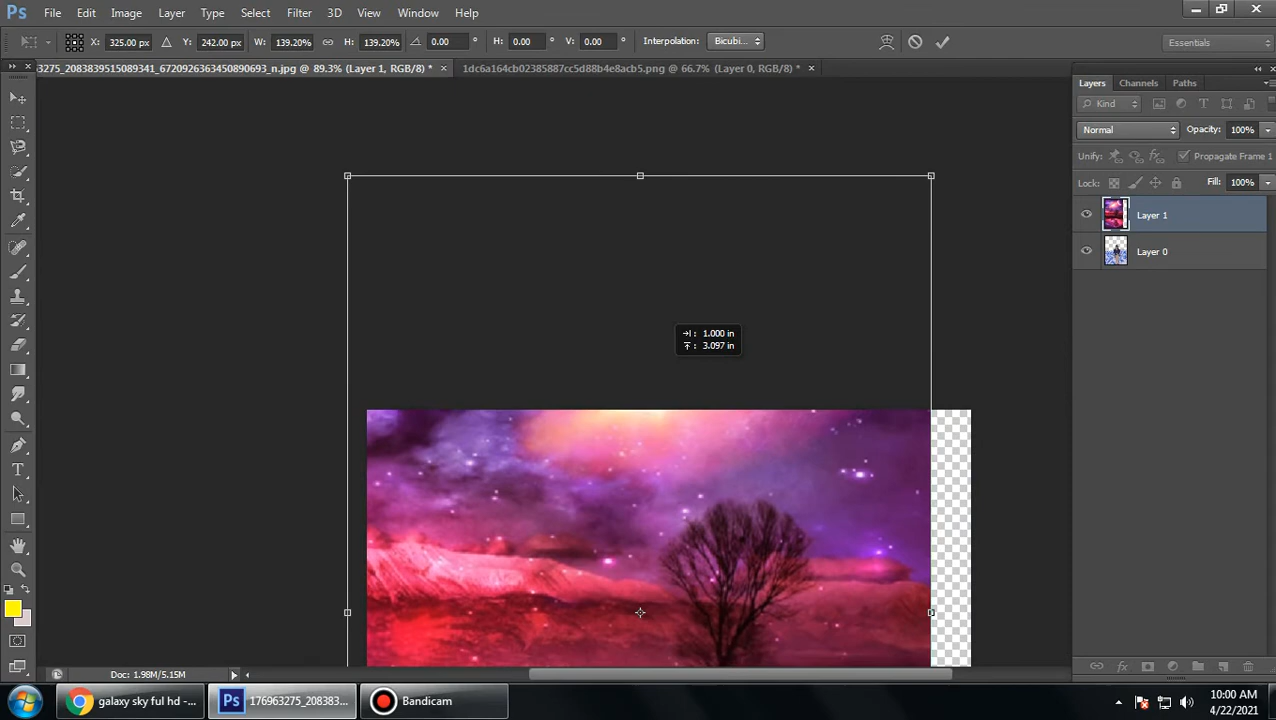 Ps File Edit Image Layer Type Select Filter 3D View Window Help
X: 325.00 px Y: 242.00 px W: 139.20% H: 139.20% 0.00 ° H: 0.00 ° V: 0.00 ° Interpolation: Bicubi... Essentials
3275_2083839515089341_6720926363450890693_n.jpg @ 89.3% (Layer 1, RGB/8) * × 1dc6a164cb02385887cc5d88b4e8acb5.png @ 66.7% (Layer 0, RGB/8) * ×
Layers Channels Paths
Kind
Normal Opacity: 100%
Unify: Propagate Frame 1
Lock: Fill: 100%
Layer 1
Layer 0
1.000 in
3.097 in
Doc: 1.98M/5.15M
galaxy sky ful hd -... Ps 176963275_208383... Bandicam
10:00 AM
4/22/2021